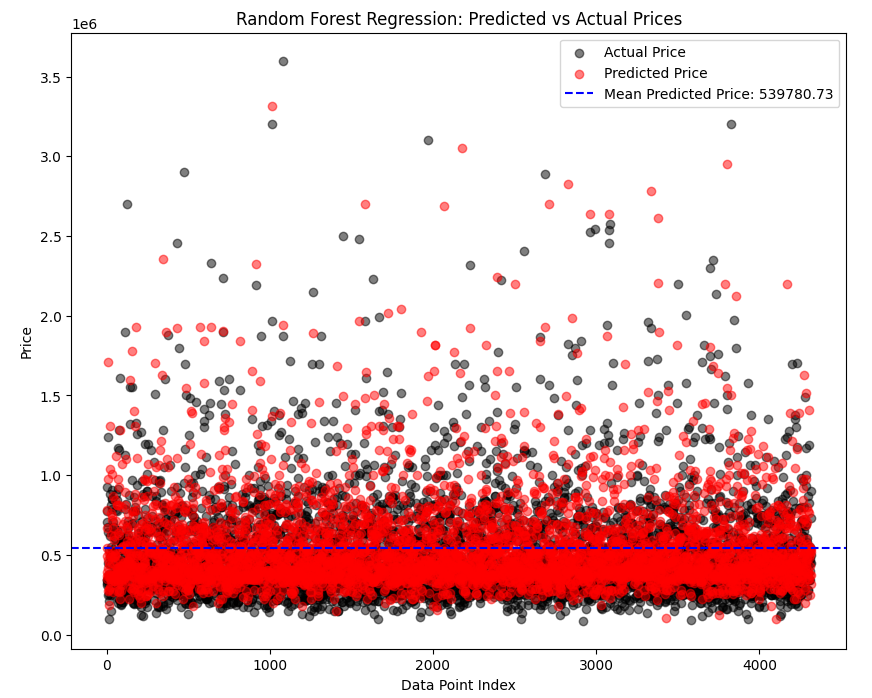 Random Forest Regression: Predicted vs Actual Prices
1e6
Actual Price
Predicted Price
Mean Predicted Price: 539780.73
3.5
3.0
2.5
2.0
1.5
1.0
0.5
0.0
Price
0 1000 2000 3000 4000
Data Point Index